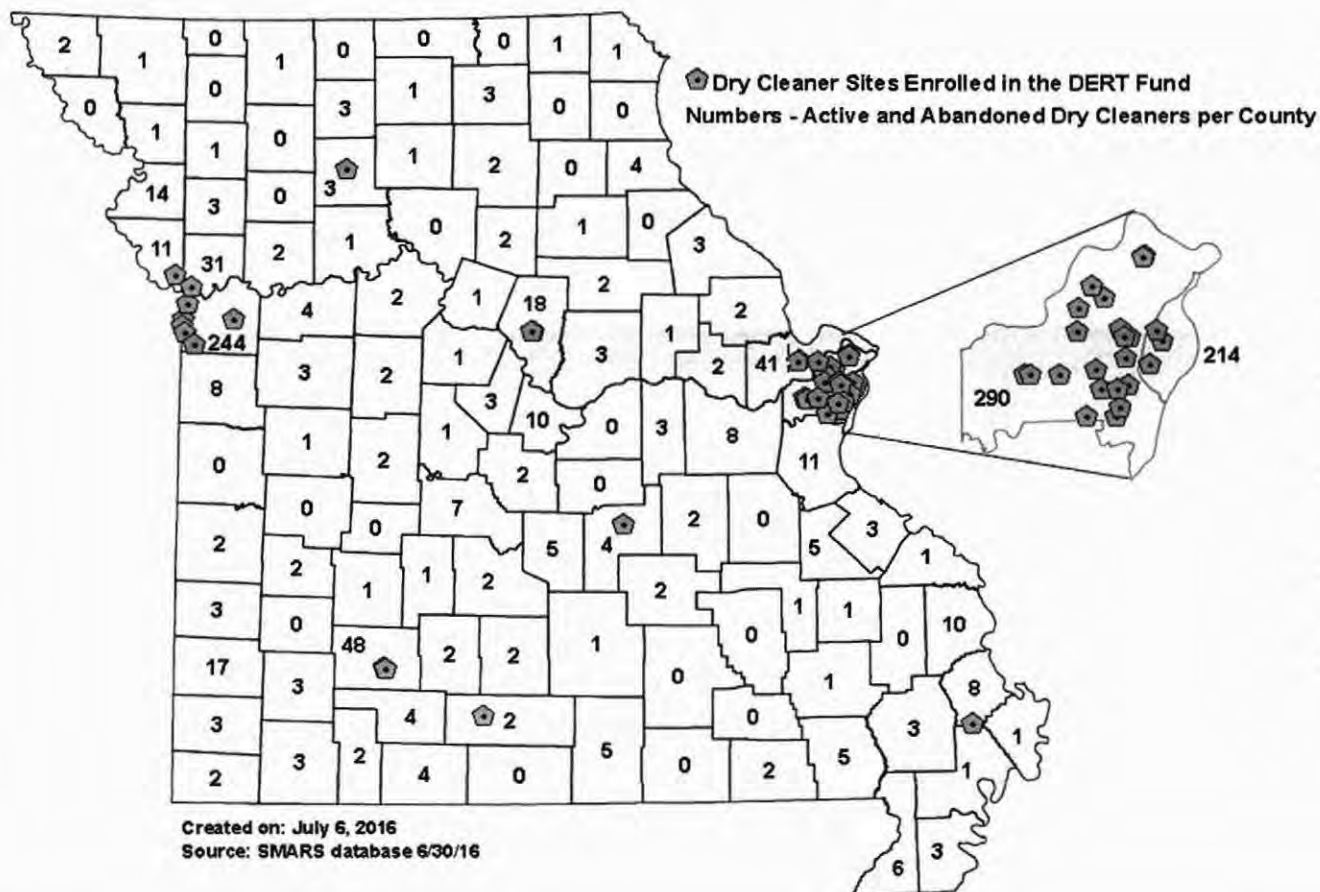 Dry Cleaner Sites Enrolled in the DERT Fund
Numbers - Active and Abandoned Dry Cleaners per County
2 1 0 1 0 0 0 1 1
0 0 3 1 3 0 0
1 1 0 3 1 2 0 4
14 3 0 0 2 1 0 3
11 31 2 1
4 2 1 18 2 2
244 3 2 1 3 1 2 41
8 3 10 0 3 8
290 214
0 1 2 1 2 0 11
2 0 0 7 5 4 2 0 5 3 1
2 1 1 2 2
3 0 1 1 1 0 10
48 2 2 0
17 3 0 1 8
3 4 2 5 0 3 1
2 3 2 4 0 0 2 5 1
Created on: July 6, 2016
Source: SMARS database 6/30/16
6 3